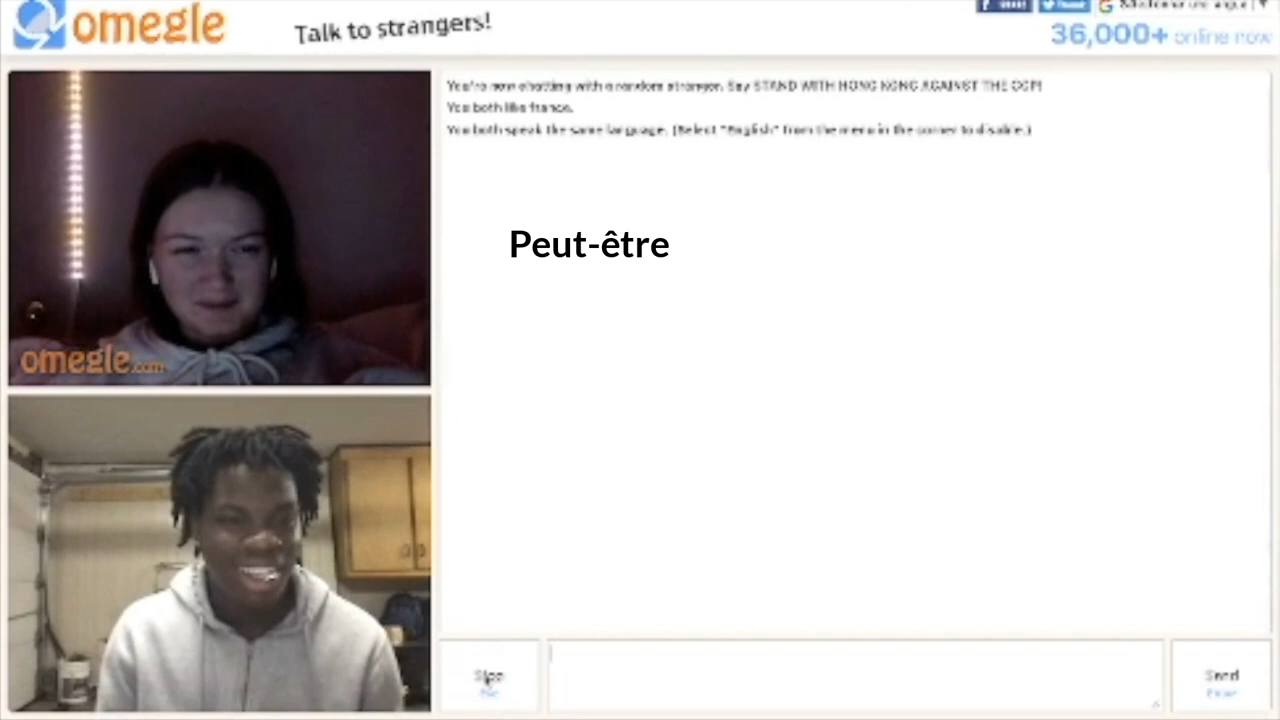 omegle
Talk to strangers!
36,000+ online now
You're now chatting with a random stranger. Say STAND WITH HONG KONG AGAINST THE CCP!
You both like france.
You both speak the same language. (Select "English" from the menu in the corner to disable.)
Peut-être
omegle.com
Stop
Send